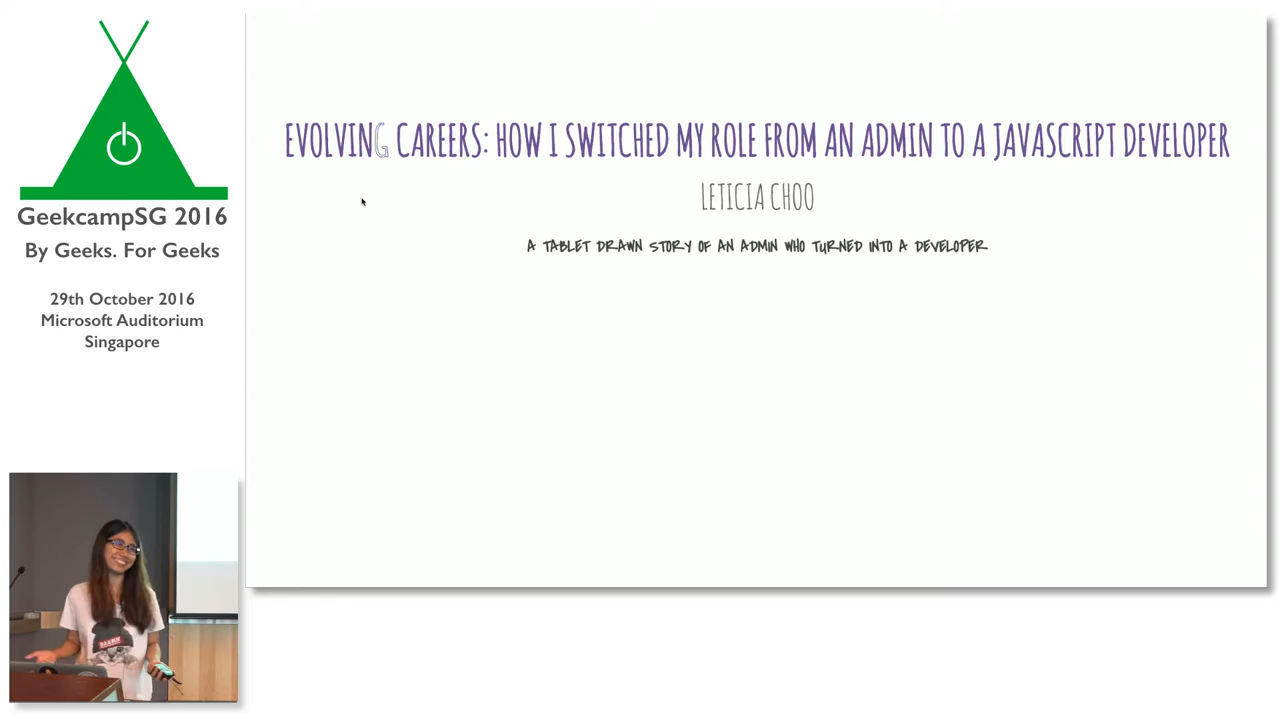 GeekcampSG 2016
By Geeks. For Geeks
29th October 2016
Microsoft Auditorium
Singapore
EVOLVING CAREERS: HOW I SWITCHED MY ROLE FROM AN ADMIN TO A JAVASCRIPT DEVELOPER
LETICIA CHOO
A TABLET DRAWN STORY OF AN ADMIN WHO TURNED INTO A DEVELOPER